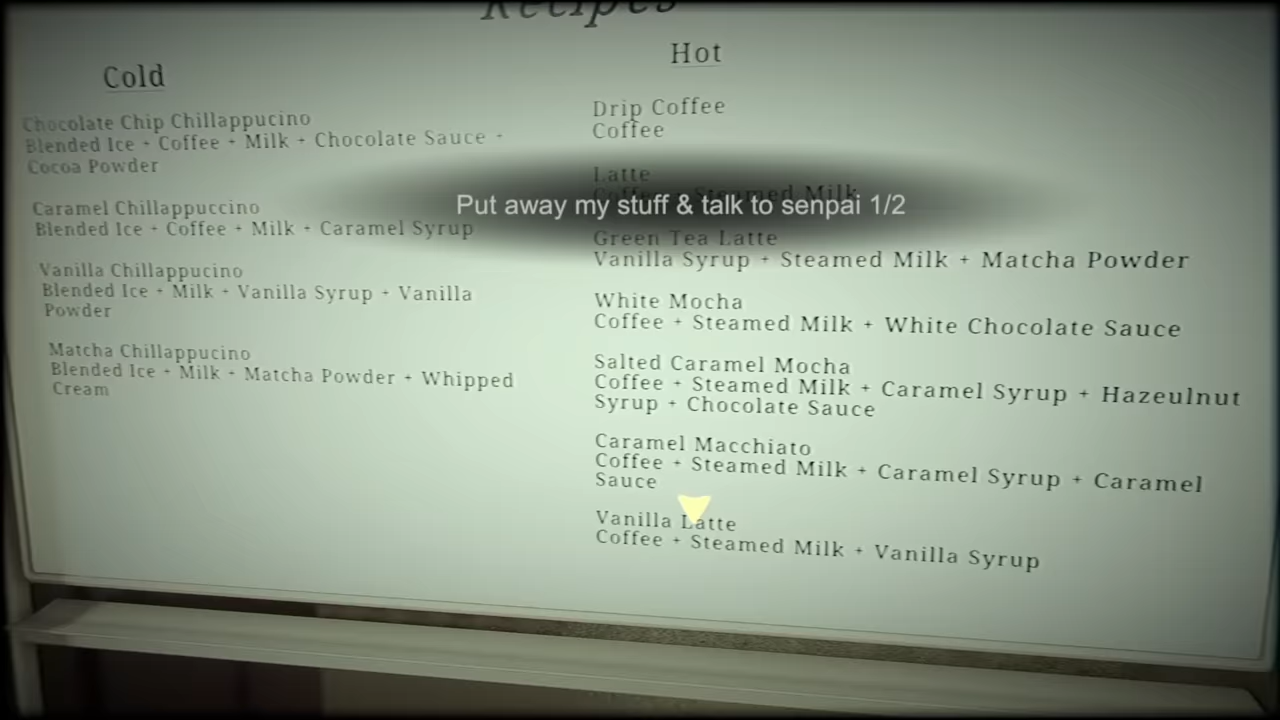 Recipes
Cold
Chocolate Chip Chillappucino
Blended Ice + Coffee + Milk + Chocolate Sauce +
Cocoa Powder
Caramel Chillappuccino
Blended Ice + Coffee + Milk + Caramel Syrup
Vanilla Chillappucino
Blended Ice + Milk + Vanilla Syrup + Vanilla
Powder
Matcha Chillappucino
Blended Ice + Milk + Matcha Powder + Whipped
Cream
Hot
Drip Coffee
Coffee
Latte
Coffee + Steamed Milk
Put away my stuff & talk to senpai 1/2
Green Tea Latte
Vanilla Syrup + Steamed Milk + Matcha Powder
White Mocha
Coffee + Steamed Milk + White Chocolate Sauce
Salted Caramel Mocha
Coffee + Steamed Milk + Caramel Syrup + Hazeulnut
Syrup + Chocolate Sauce
Caramel Macchiato
Coffee + Steamed Milk + Caramel Syrup + Caramel
Sauce
Vanilla Latte
Coffee + Steamed Milk + Vanilla Syrup